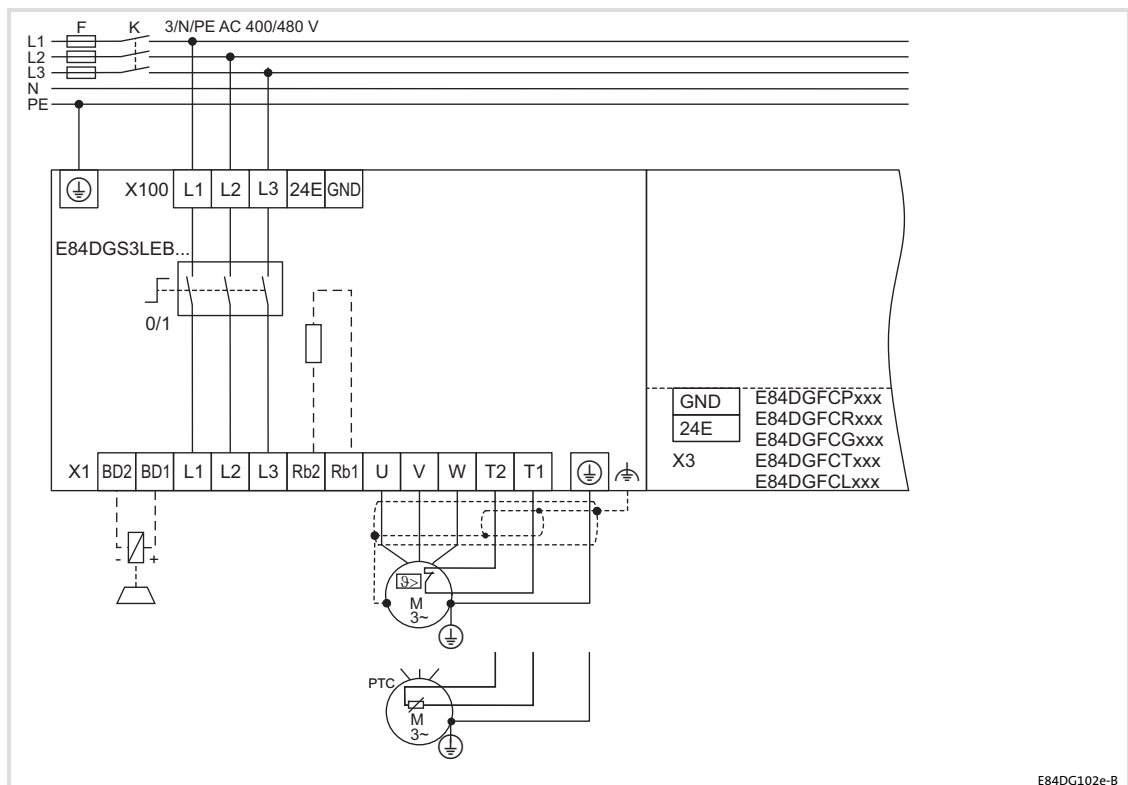 F K 3/N/PE AC 400/480 V
L1
L2
L3
N
PE
X100 L1 L2 L3 24E GND
E84DGS3LEB...
0/1
GND
24E
X3
E84DGFCPxxx
E84DGFCRxxx
E84DGFCGxxx
E84DGFCTxxx
E84DGFCLxxx
X1 BD2 BD1 L1 L2 L3 Rb2 Rb1 U V W T2 T1
- +
ϑ>
M
3~
PTC
M
3~
E84DG102e-B